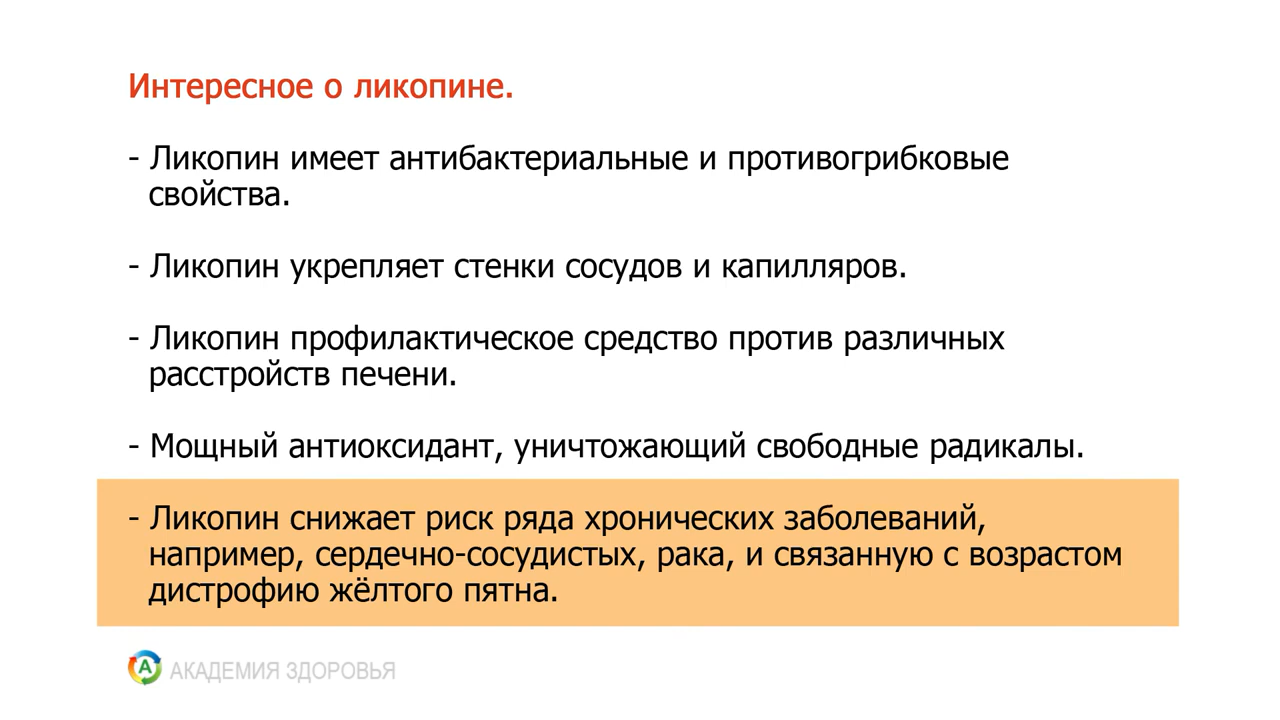 Интересное о ликопине.
- Ликопин имеет антибактериальные и противогрибковые
свойства.
- Ликопин укрепляет стенки сосудов и капилляров.
- Ликопин профилактическое средство против различных
расстройств печени.
- Мощный антиоксидант, уничтожающий свободные радикалы.
- Ликопин снижает риск ряда хронических заболеваний,
например, сердечно-сосудистых, рака, и связанную с возрастом
дистрофию жёлтого пятна.
А АКАДЕМИЯ ЗДОРОВЬЯ